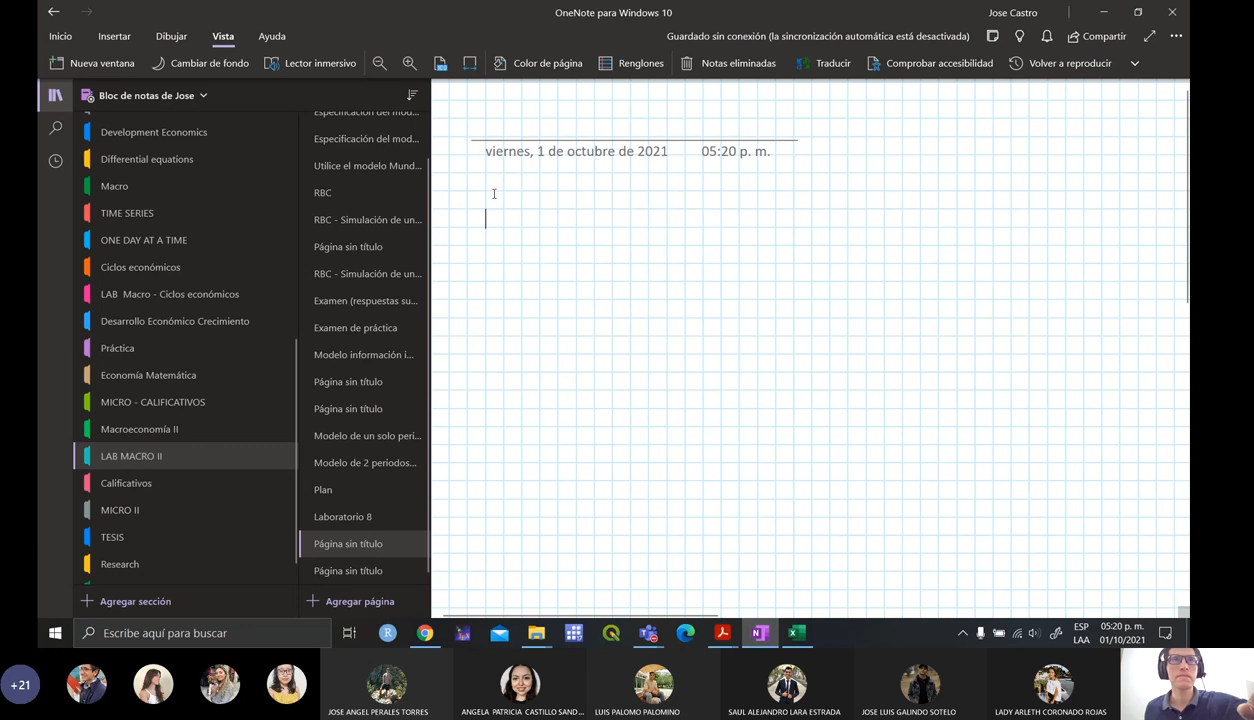 OneNote para Windows 10
Jose Castro
Inicio Insertar Dibujar Vista Ayuda
Guardado sin conexión (la sincronización automática está desactivada)
Compartir
Nueva ventana Cambiar de fondo Lector inmersivo Color de página Renglones Notas eliminadas Traducir Comprobar accesibilidad Volver a reproducir
Bloc de notas de Jose
Development Economics
Differential equations
Macro
TIME SERIES
ONE DAY AT A TIME
Ciclos económicos
LAB Macro - Ciclos económicos
Desarrollo Económico Crecimiento
Práctica
Economía Matemática
MICRO - CALIFICATIVOS
Macroeconomía II
LAB MACRO II
Calificativos
MICRO II
TESIS
Research
Agregar sección
Especificación del mod...
Especificación del mod...
Utilice el modelo Mund...
RBC
RBC - Simulación de un...
Página sin título
RBC - Simulación de un...
Examen (respuestas su...
Examen de práctica
Modelo información i...
Página sin título
Página sin título
Modelo de un solo peri...
Modelo de 2 periodos...
Plan
Laboratorio 8
Página sin título
Página sin título
Agregar página
viernes, 1 de octubre de 2021 05:20 p. m.
Escribe aquí para buscar
ESP
LAA
05:20 p. m.
01/10/2021
+21
JOSE ANGEL PERALES TORRES
ANGELA PATRICIA CASTILLO SAND...
LUIS PALOMO PALOMINO
SAUL ALEJANDRO LARA ESTRADA
JOSE LUIS GALINDO SOTELO
LADY ARLETH CORONADO ROJAS